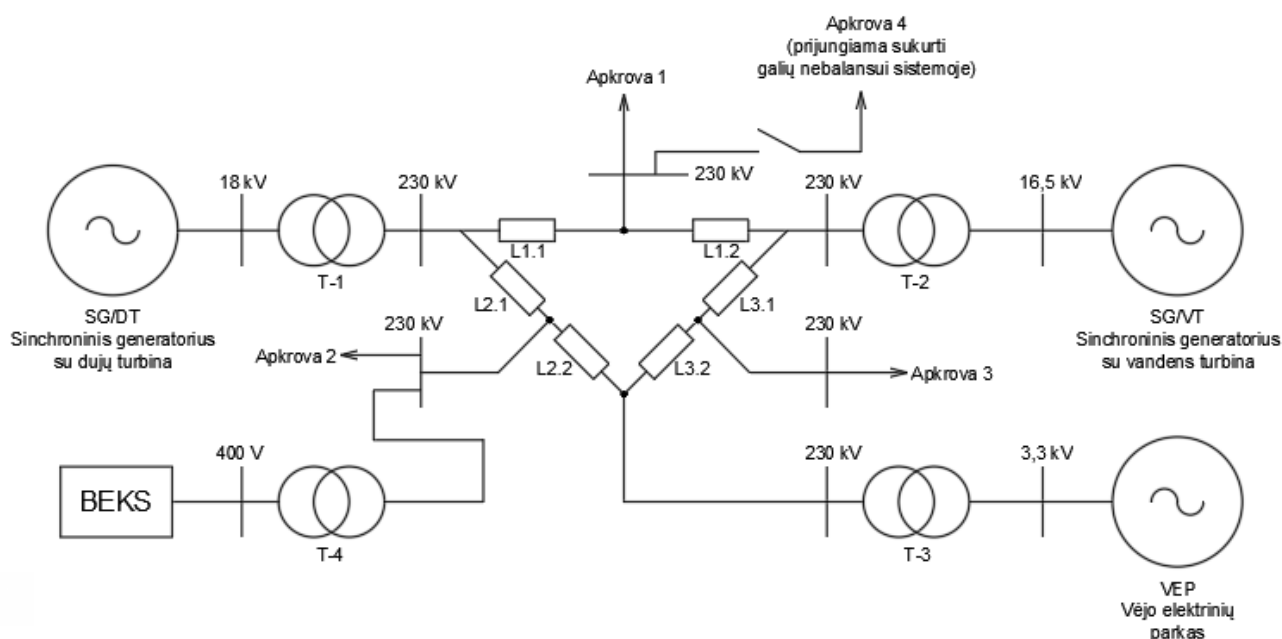 Apkrova 4
(prijungiama sukurti
galių nebalansui sistemoje)
Apkrova 1
18 kV
230 kV
230 kV
230 kV
16,5 kV
L1.1
L1.2
T-1
T-2
L2.1
L3.1
SG/DT
Sinchroninis generatorius
su dujų turbina
SG/VT
Sinchroninis generatorius
su vandens turbina
230 kV
230 kV
Apkrova 2
L2.2
L3.2
Apkrova 3
400 V
230 kV
3,3 kV
BEKS
T-4
T-3
VEP
Vėjo elektrinių
parkas